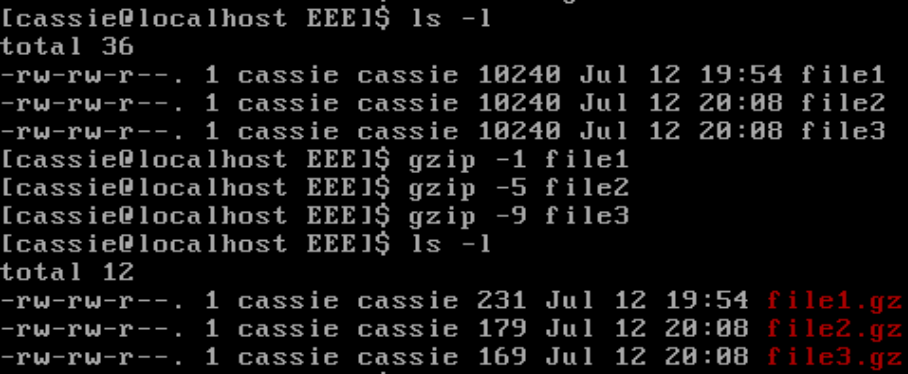 [cassie@localhost EEE]$ ls -l
total 36
-rw-rw-r--. 1 cassie cassie 10240 Jul 12 19:54 file1
-rw-rw-r--. 1 cassie cassie 10240 Jul 12 20:08 file2
-rw-rw-r--. 1 cassie cassie 10240 Jul 12 20:08 file3
[cassie@localhost EEE]$ gzip -1 file1
[cassie@localhost EEE]$ gzip -5 file2
[cassie@localhost EEE]$ gzip -9 file3
[cassie@localhost EEE]$ ls -l
total 12
-rw-rw-r--. 1 cassie cassie 231 Jul 12 19:54 file1.gz
-rw-rw-r--. 1 cassie cassie 179 Jul 12 20:08 file2.gz
-rw-rw-r--. 1 cassie cassie 169 Jul 12 20:08 file3.gz